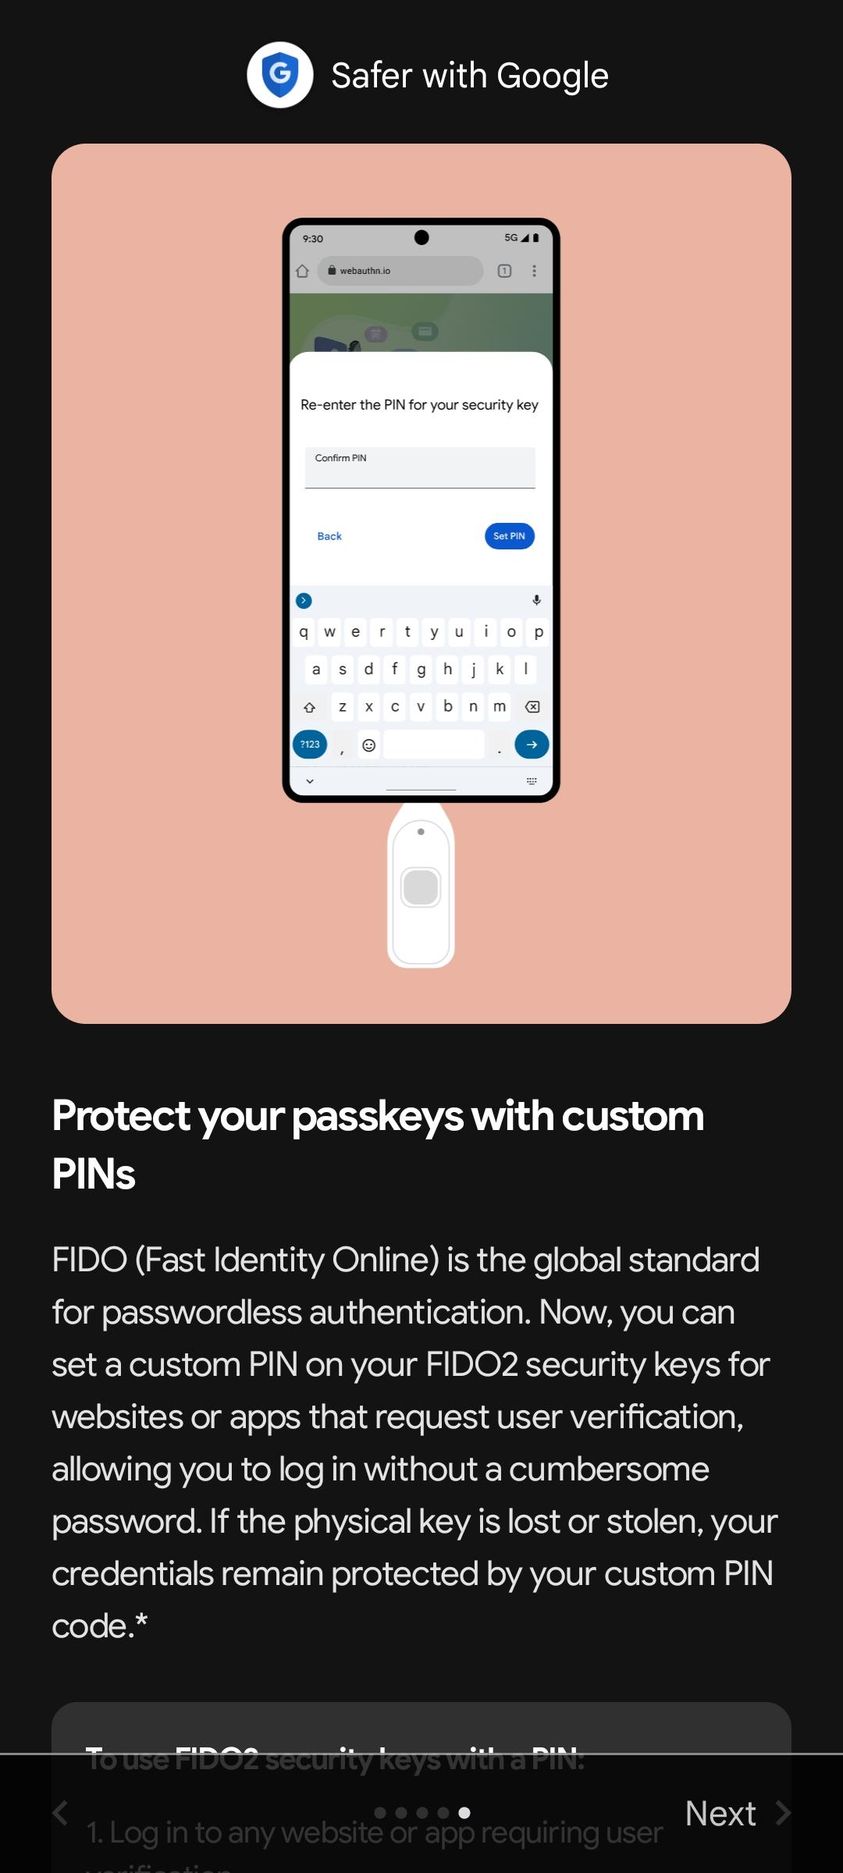 Safer with Google
9:30
5G
webauthn.io
1
Re-enter the PIN for your security key
Confirm PIN
Back
Set PIN
q w e r t y u i o p
a s d f g h j k l
z x c v b n m
?123 , .
Protect your passkeys with custom
PINs
FIDO (Fast Identity Online) is the global standard
for passwordless authentication. Now, you can
set a custom PIN on your FIDO2 security keys for
websites or apps that request user verification,
allowing you to log in without a cumbersome
password. If the physical key is lost or stolen, your
credentials remain protected by your custom PIN
code.*
To use FIDO2 security keys with a PIN:
Next
1. Log in to any website or app requiring user
verification